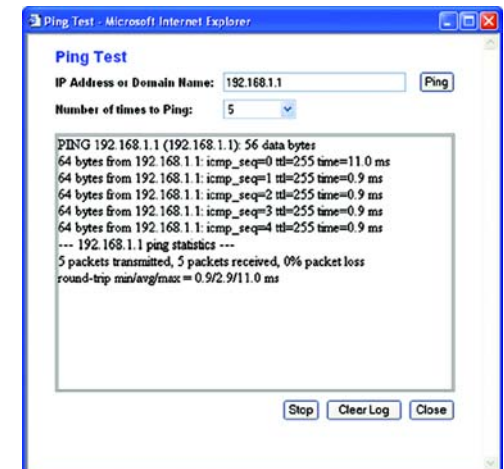 Ping Test - Microsoft Internet Explorer
Ping Test
IP Address or Domain Name: 192.168.1.1 Ping
Number of times to Ping: 5
PING 192.168.1.1 (192.168.1.1): 56 data bytes
64 bytes from 192.168.1.1: icmp_seq=0 ttl=255 time=11.0 ms
64 bytes from 192.168.1.1: icmp_seq=1 ttl=255 time=0.9 ms
64 bytes from 192.168.1.1: icmp_seq=2 ttl=255 time=0.9 ms
64 bytes from 192.168.1.1: icmp_seq=3 ttl=255 time=0.9 ms
64 bytes from 192.168.1.1: icmp_seq=4 ttl=255 time=0.9 ms
--- 192.168.1.1 ping statistics ---
5 packets transmitted, 5 packets received, 0% packet loss
round-trip min/avg/max = 0.9/2.9/11.0 ms
Stop Clear Log Close